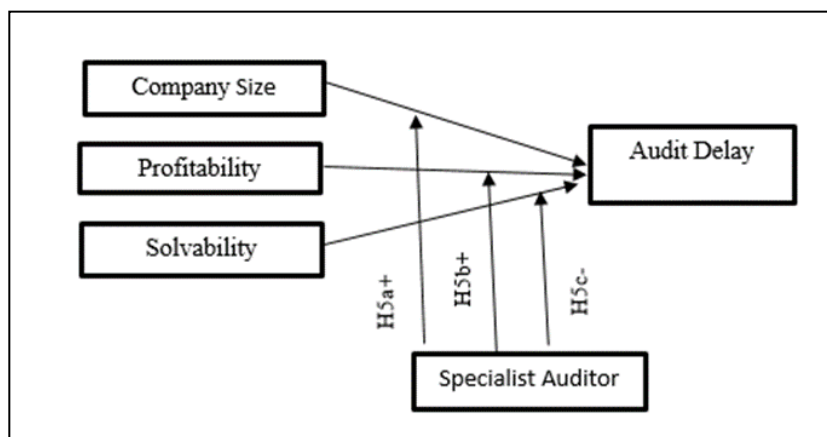 Company Size
Profitability
Solvability
Audit Delay
H5a+
H5b+
H5c-
Specialist Auditor